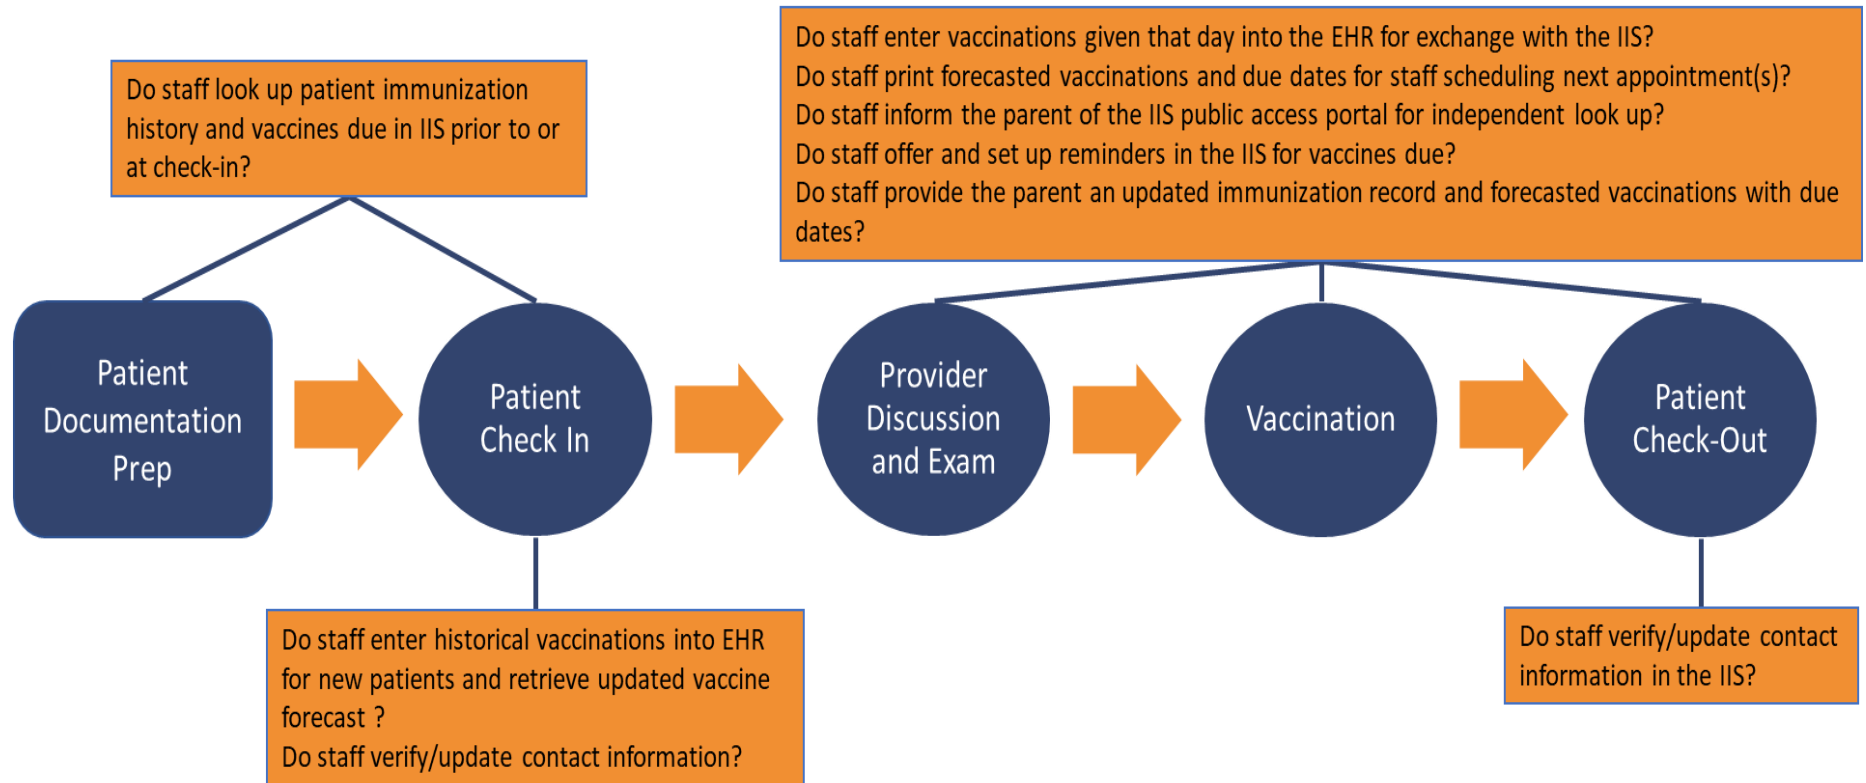 Do staff look up patient immunization
history and vaccines due in IIS prior to or
at check-in?
Do staff enter vaccinations given that day into the EHR for exchange with the IIS?
Do staff print forecasted vaccinations and due dates for staff scheduling next appointment(s)?
Do staff inform the parent of the IIS public access portal for independent look up?
Do staff offer and set up reminders in the IIS for vaccines due?
Do staff provide the parent an updated immunization record and forecasted vaccinations with due
dates?
Patient
Documentation
Prep
Patient
Check In
Provider
Discussion
and Exam
Vaccination
Patient
Check-Out
Do staff enter historical vaccinations into EHR
for new patients and retrieve updated vaccine
forecast ?
Do staff verify/update contact information?
Do staff verify/update contact
information in the IIS?